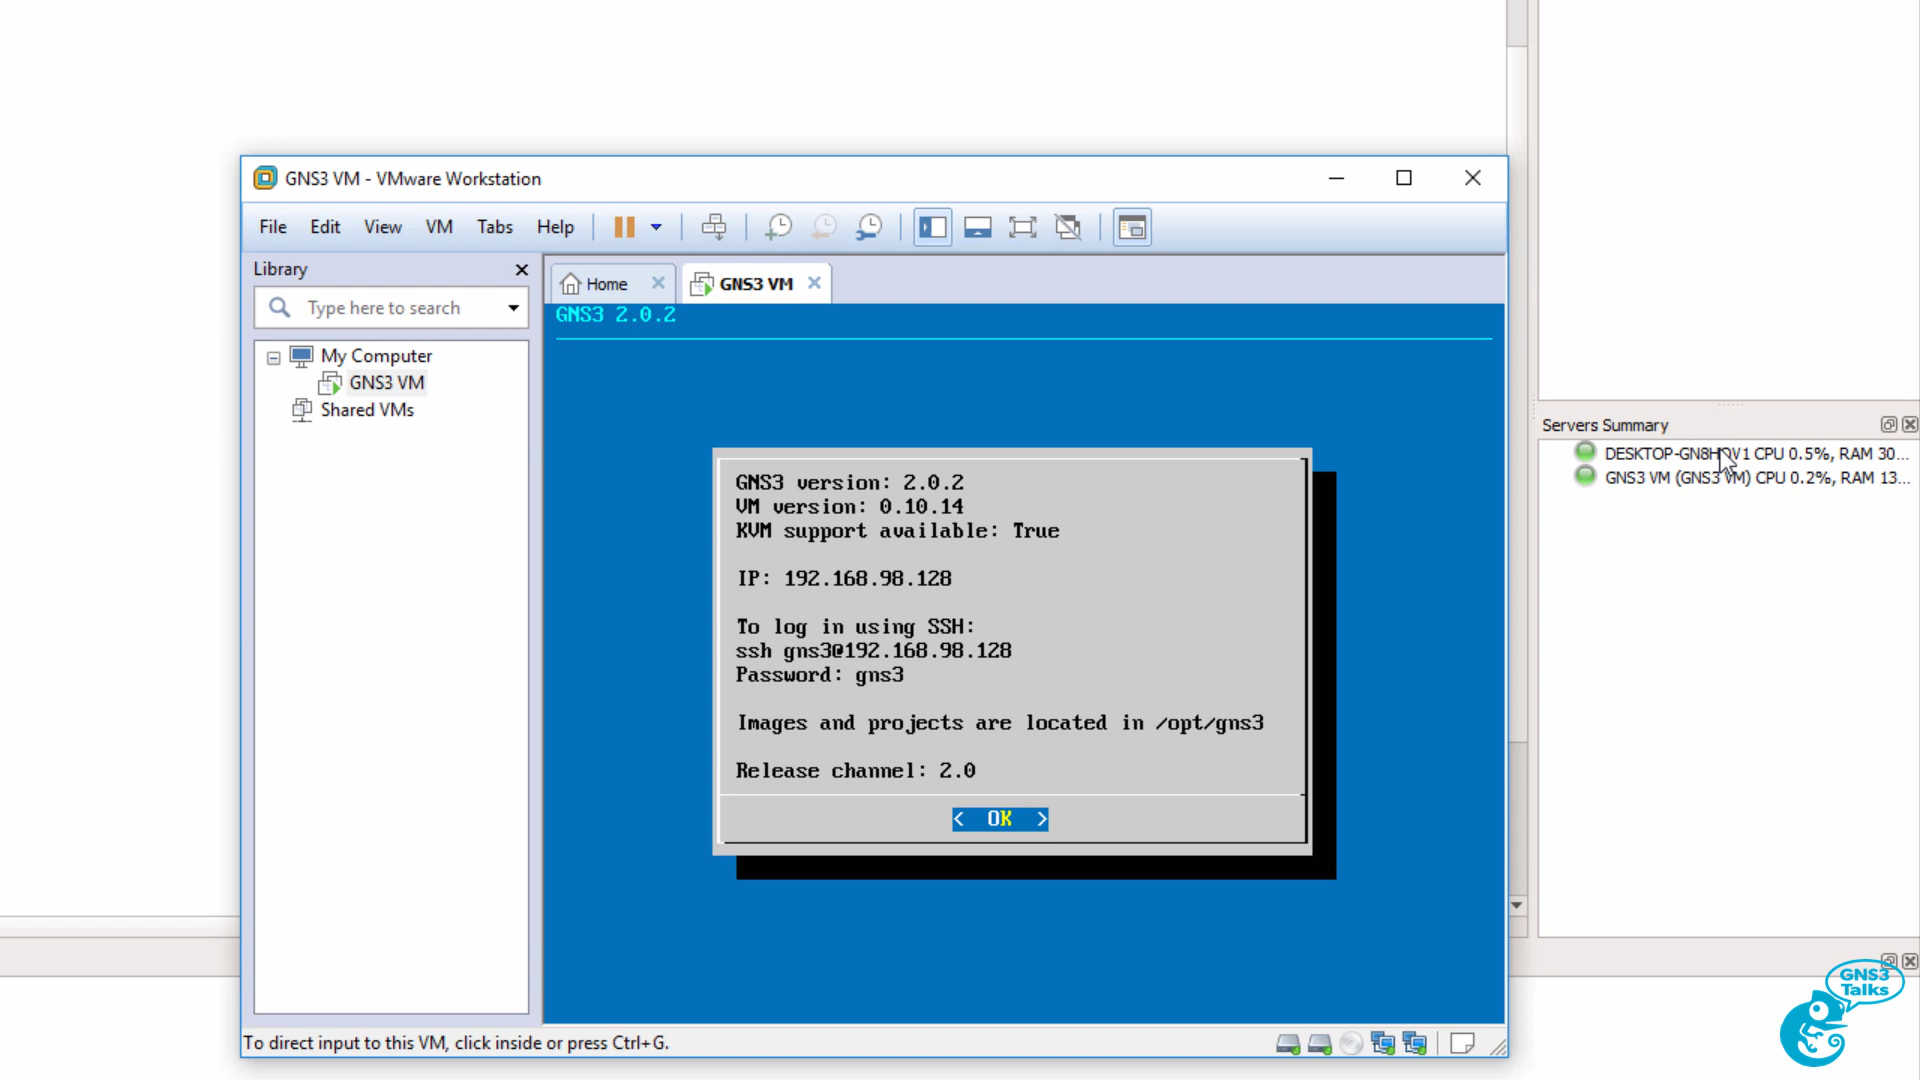 GNS3 VM - VMware Workstation
File Edit View VM Tabs Help
Library
Type here to search
My Computer
GNS3 VM
Shared VMs
Home
GNS3 VM
GNS3 2.0.2
GNS3 version: 2.0.2
VM version: 0.10.14
KVM support available: True
IP: 192.168.98.128
To log in using SSH:
ssh gns3@192.168.98.128
Password: gns3
Images and projects are located in /opt/gns3
Release channel: 2.0
< OK >
To direct input to this VM, click inside or press Ctrl+G.
Servers Summary
CPU 0.5%, RAM 30...
GNS3 VM (GNS3 VM) CPU 0.2%, RAM 13...
GNS3
Talks